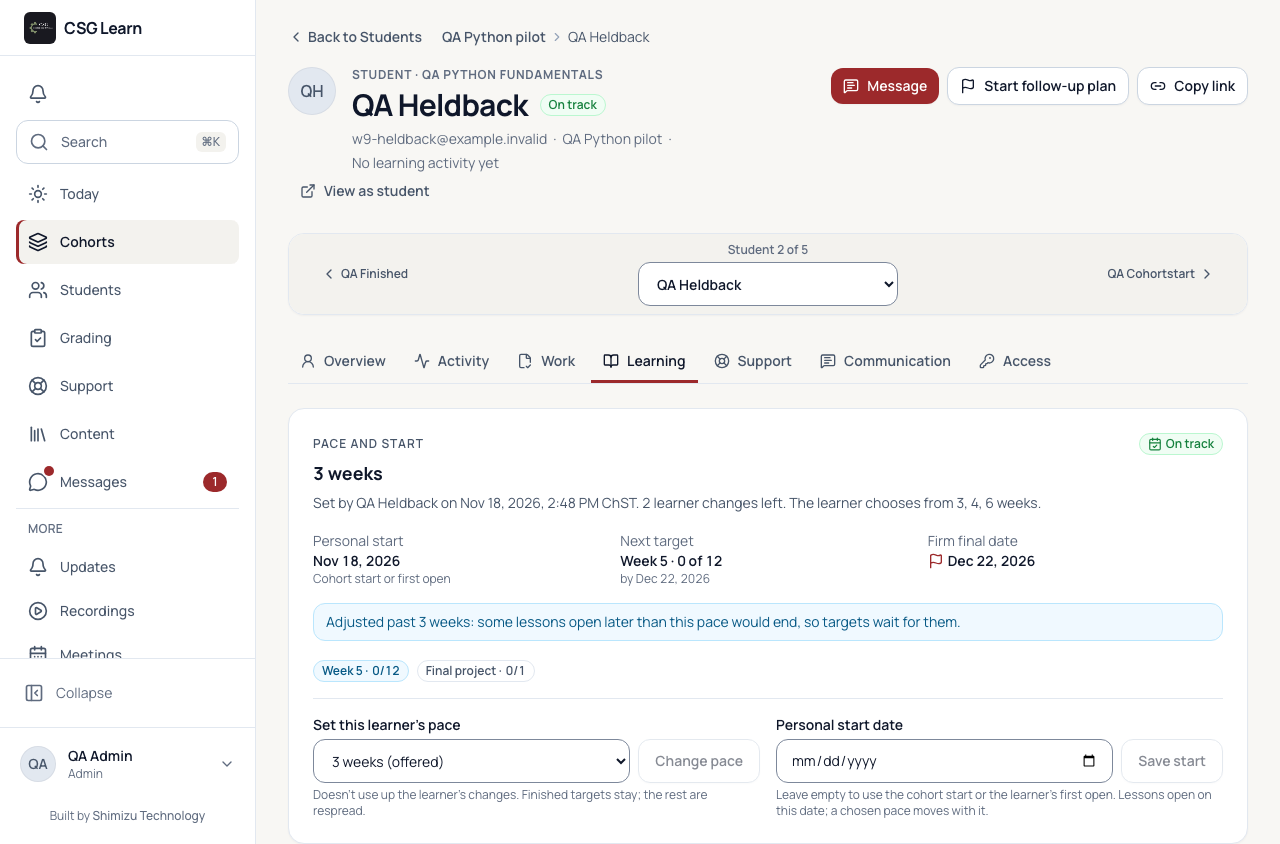 CSG Learn
Search
⌘K
Today
Cohorts
Students
Grading
Support
Content
Messages
1
MORE
Updates
Recordings
Meetings
Collapse
QA
QA Admin
Admin
Built by Shimizu Technology
Back to Students
QA Python pilot
QA Heldback
QH
STUDENT · QA PYTHON FUNDAMENTALS
QA Heldback
On track
w9-heldback@example.invalid · QA Python pilot ·
No learning activity yet
View as student
Message
Start follow-up plan
Copy link
QA Finished
Student 2 of 5
QA Heldback
QA Cohortstart
Overview
Activity
Work
Learning
Support
Communication
Access
PACE AND START
On track
3 weeks
Set by QA Heldback on Nov 18, 2026, 2:48 PM ChST. 2 learner changes left. The learner chooses from 3, 4, 6 weeks.
Personal start
Nov 18, 2026
Cohort start or first open
Next target
Week 5 · 0 of 12
by Dec 22, 2026
Firm final date
Dec 22, 2026
Adjusted past 3 weeks: some lessons open later than this pace would end, so targets wait for them.
Week 5 · 0/12
Final project · 0/1
Set this learner's pace
3 weeks (offered)
Change pace
Doesn't use up the learner's changes. Finished targets stay; the rest are
respread.
Personal start date
mm/dd/yyyy
Save start
Leave empty to use the cohort start or the learner's first open. Lessons open on
this date; a chosen pace moves with it.